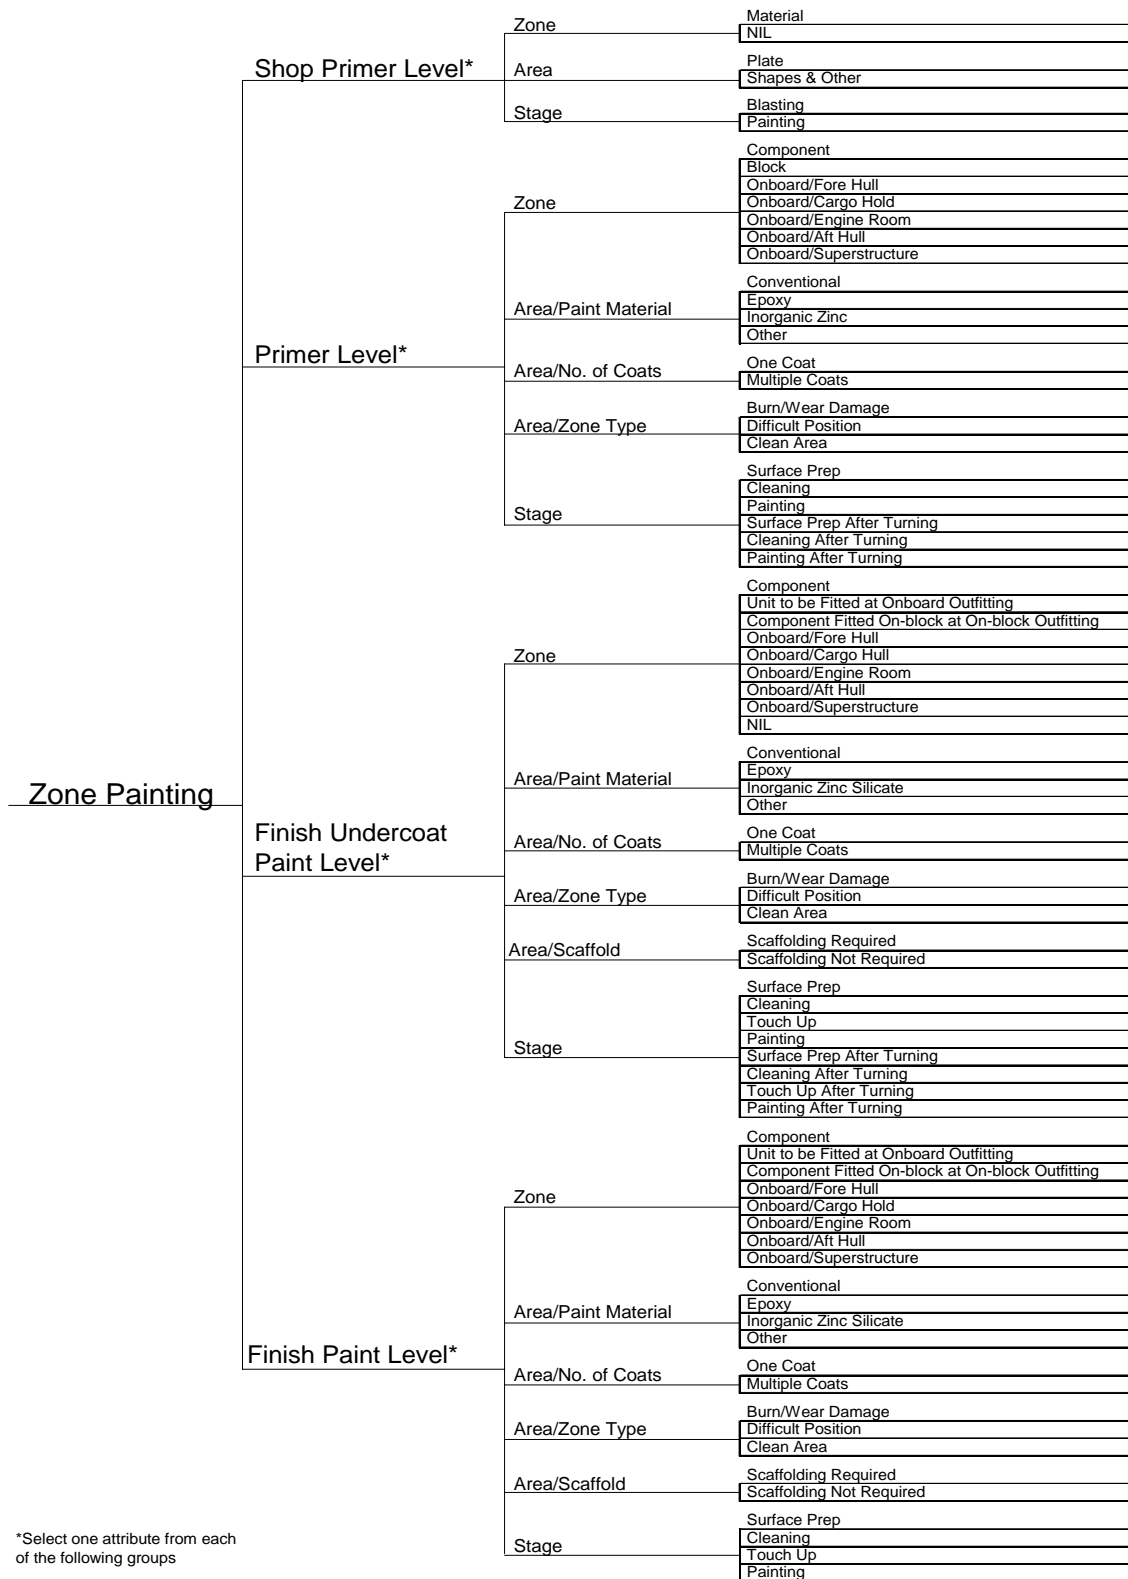 Zone Painting
Shop Primer Level*
Zone
Material
NIL
Area
Plate
Shapes & Other
Stage
Blasting
Painting
Primer Level*
Zone
Component
Block
Onboard/Fore Hull
Onboard/Cargo Hold
Onboard/Engine Room
Onboard/Aft Hull
Onboard/Superstructure
Area/Paint Material
Conventional
Epoxy
Inorganic Zinc
Other
Area/No. of Coats
One Coat
Multiple Coats
Area/Zone Type
Burn/Wear Damage
Difficult Position
Clean Area
Stage
Surface Prep
Cleaning
Painting
Surface Prep After Turning
Cleaning After Turning
Painting After Turning
Finish Undercoat
Paint Level*
Zone
Component
Unit to be Fitted at Onboard Outfitting
Component Fitted On-block at On-block Outfitting
Onboard/Fore Hull
Onboard/Cargo Hull
Onboard/Engine Room
Onboard/Aft Hull
Onboard/Superstructure
NIL
Area/Paint Material
Conventional
Epoxy
Inorganic Zinc Silicate
Other
Area/No. of Coats
One Coat
Multiple Coats
Area/Zone Type
Burn/Wear Damage
Difficult Position
Clean Area
Area/Scaffold
Scaffolding Required
Scaffolding Not Required
Stage
Surface Prep
Cleaning
Touch Up
Painting
Surface Prep After Turning
Cleaning After Turning
Touch Up After Turning
Painting After Turning
Finish Paint Level*
Zone
Component
Unit to be Fitted at Onboard Outfitting
Component Fitted On-block at On-block Outfitting
Onboard/Fore Hull
Onboard/Cargo Hold
Onboard/Engine Room
Onboard/Aft Hull
Onboard/Superstructure
Area/Paint Material
Conventional
Epoxy
Inorganic Zinc Silicate
Other
Area/No. of Coats
One Coat
Multiple Coats
Area/Zone Type
Burn/Wear Damage
Difficult Position
Clean Area
Area/Scaffold
Scaffolding Required
Scaffolding Not Required
Stage
Surface Prep
Cleaning
Touch Up
Painting
*Select one attribute from each
of the following groups